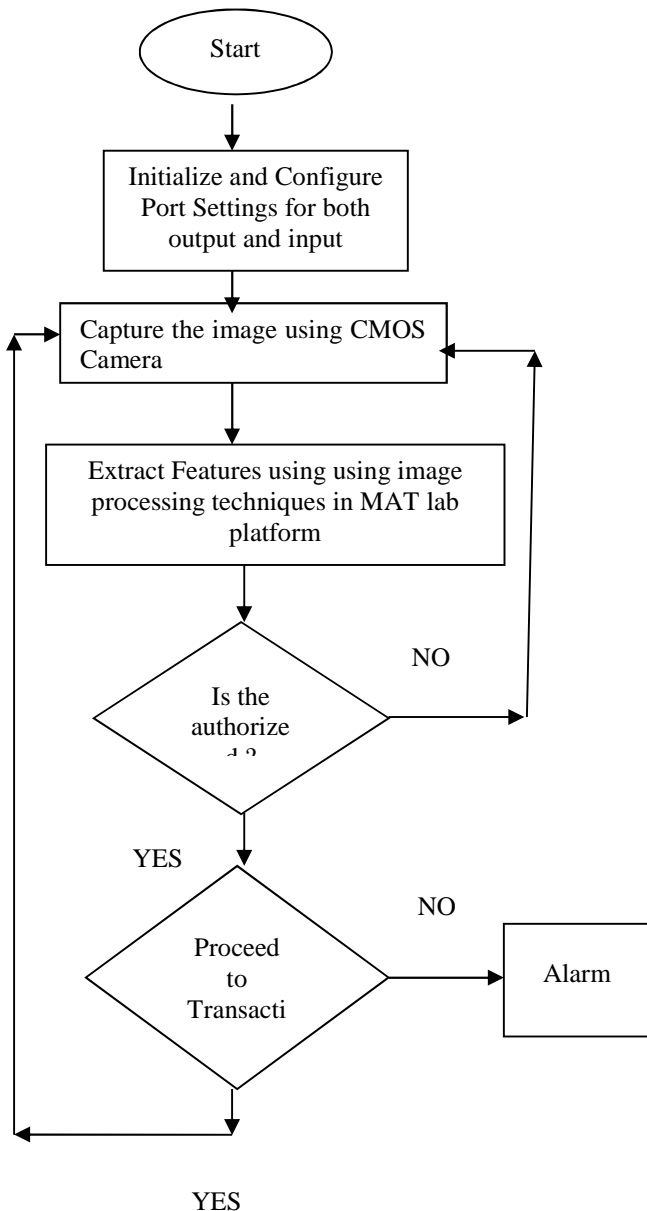 Start
Initialize and Configure
Port Settings for both
output and input
Capture the image using CMOS
Camera
Extract Features using using image
processing techniques in MAT lab
platform
NO
Is the
authorize
d ?
YES
NO
Proceed
to
Transacti
Alarm
YES